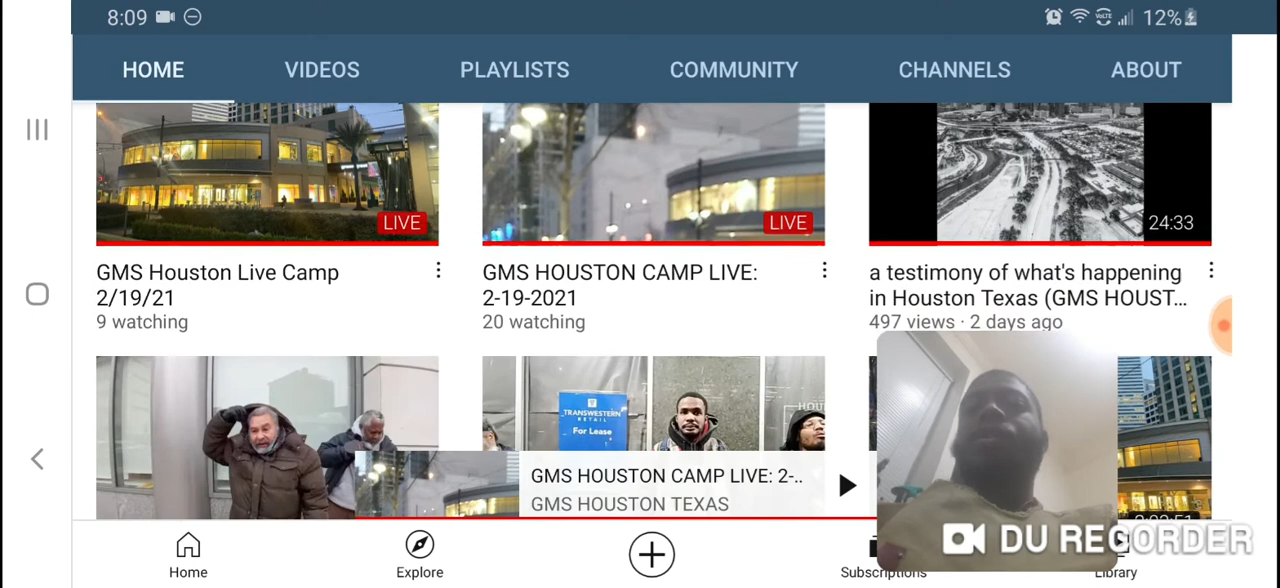 8:09 12%
HOME VIDEOS PLAYLISTS COMMUNITY CHANNELS ABOUT
LIVE
LIVE
24:33
GMS Houston Live Camp
2/19/21
9 watching
GMS HOUSTON CAMP LIVE:
2-19-2021
20 watching
a testimony of what's happening
in Houston Texas (GMS HOUST...
497 views · 2 days ago
TRANSWESTERN
RETAIL
For Lease
HOU
GMS HOUSTON CAMP LIVE: 2-..
GMS HOUSTON TEXAS
DU RECORDER
Home Explore Subscriptions Library